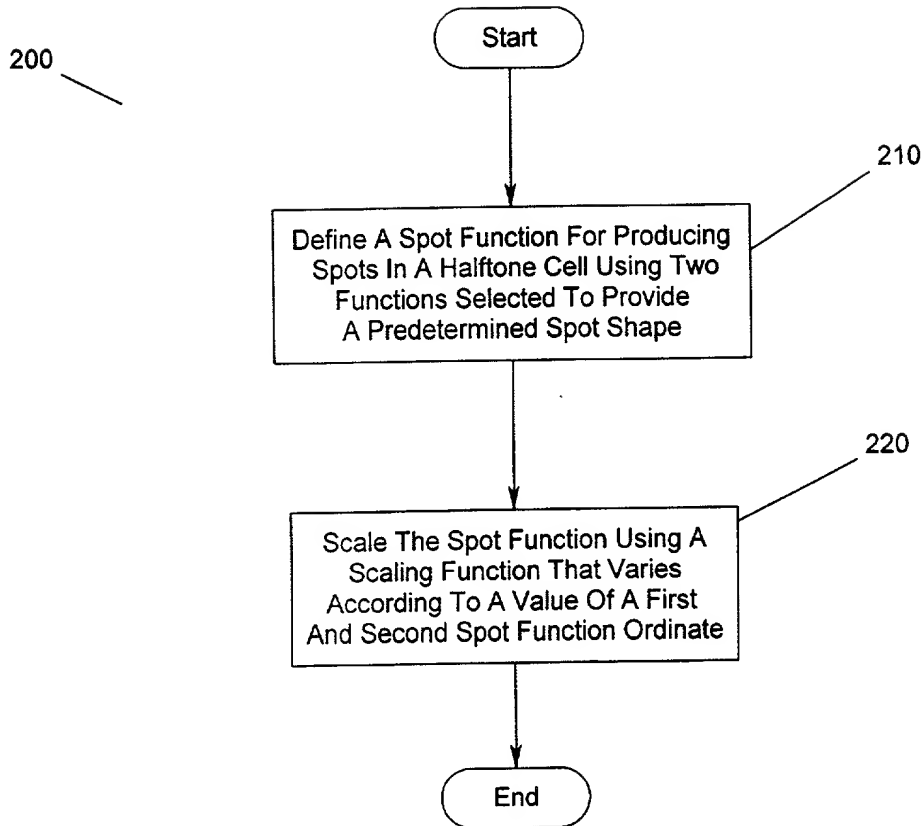 Start
200
210
Define A Spot Function For Producing
Spots In A Halftone Cell Using Two
Functions Selected To Provide
A Predetermined Spot Shape
220
Scale The Spot Function Using A
Scaling Function That Varies
According To A Value Of A First
And Second Spot Function Ordinate
End